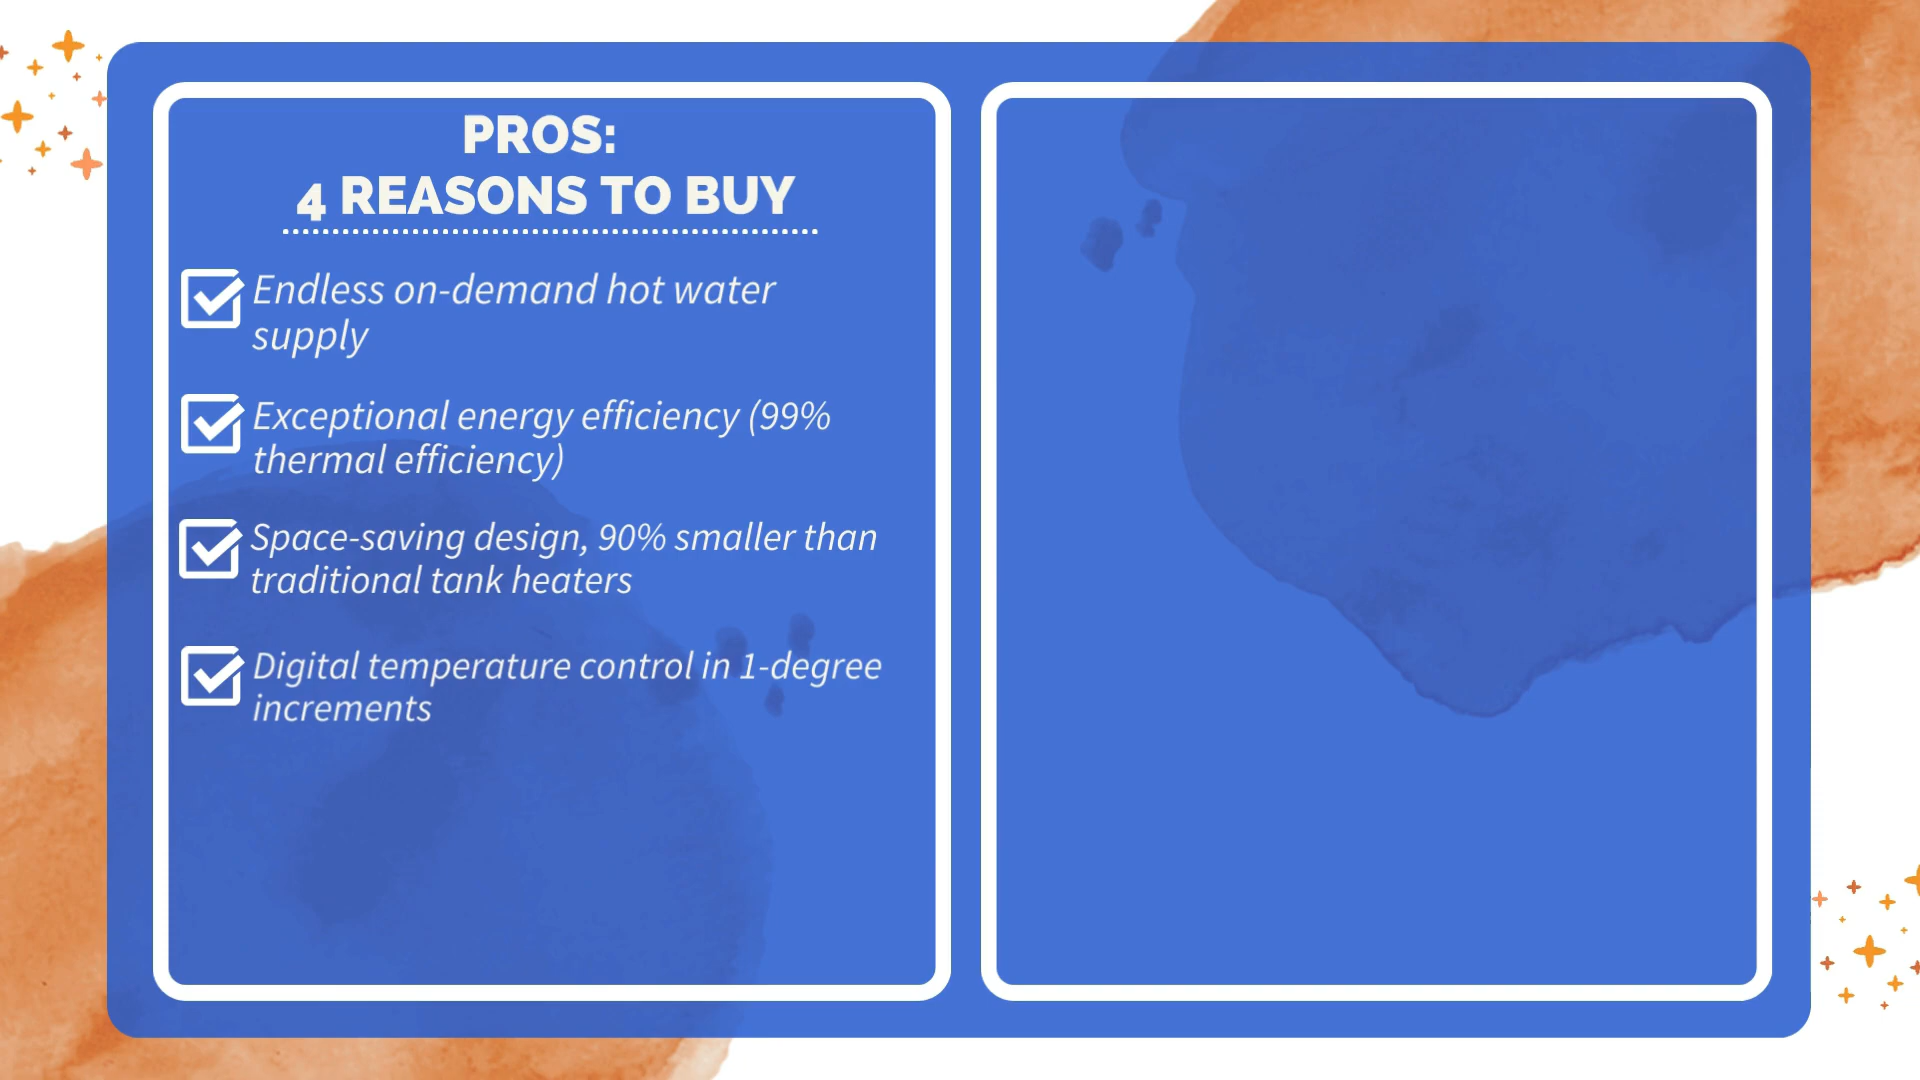 PROS:
4 REASONS TO BUY
Endless on-demand hot water
supply
Exceptional energy efficiency (99%
thermal efficiency)
Space-saving design, 90% smaller than
traditional tank heaters
Digital temperature control in 1-degree
increments